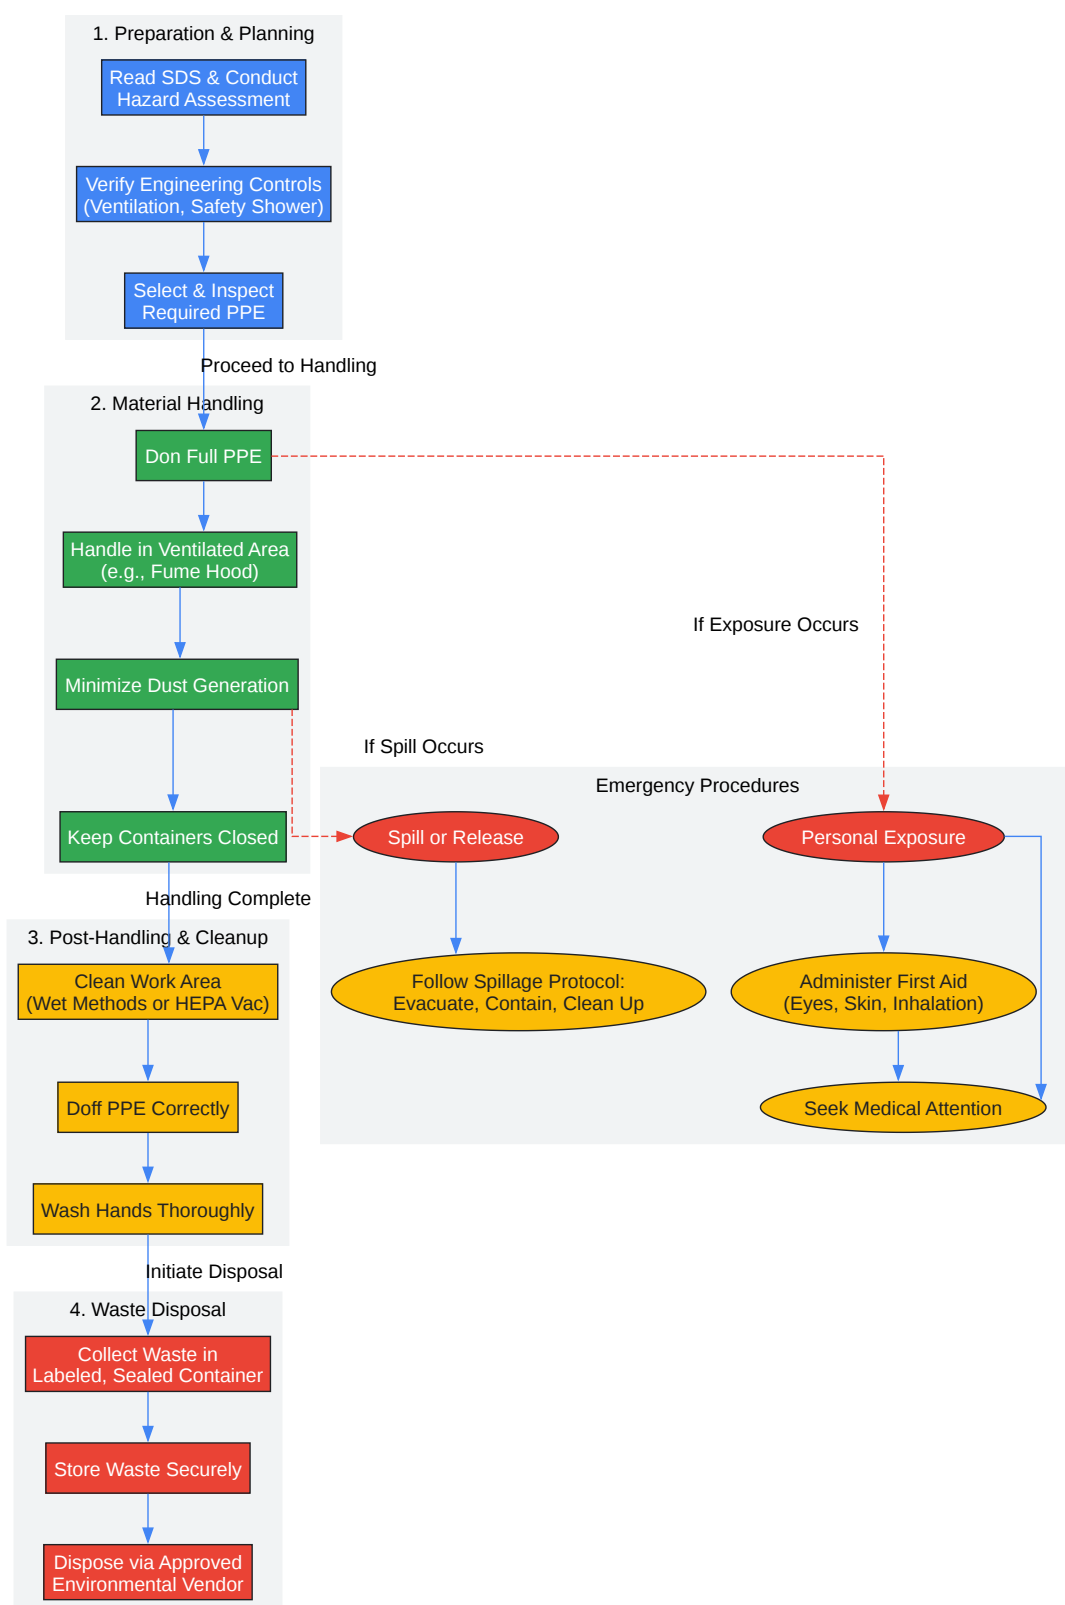 1. Preparation & Planning
Read SDS & Conduct
Hazard Assessment
Verify Engineering Controls
(Ventilation, Safety Shower)
Select & Inspect
Required PPE
Proceed to Handling
2. Material Handling
Don Full PPE
Handle in Ventilated Area
(e.g., Fume Hood)
If Exposure Occurs
Minimize Dust Generation
If Spill Occurs
Emergency Procedures
Keep Containers Closed
Spill or Release
Personal Exposure
Handling Complete
3. Post-Handling & Cleanup
Clean Work Area
(Wet Methods or HEPA Vac)
Follow Spillage Protocol:
Evacuate, Contain, Clean Up
Administer First Aid
(Eyes, Skin, Inhalation)
Doff PPE Correctly
Seek Medical Attention
Wash Hands Thoroughly
Initiate Disposal
4. Waste Disposal
Collect Waste in
Labeled, Sealed Container
Store Waste Securely
Dispose via Approved
Environmental Vendor